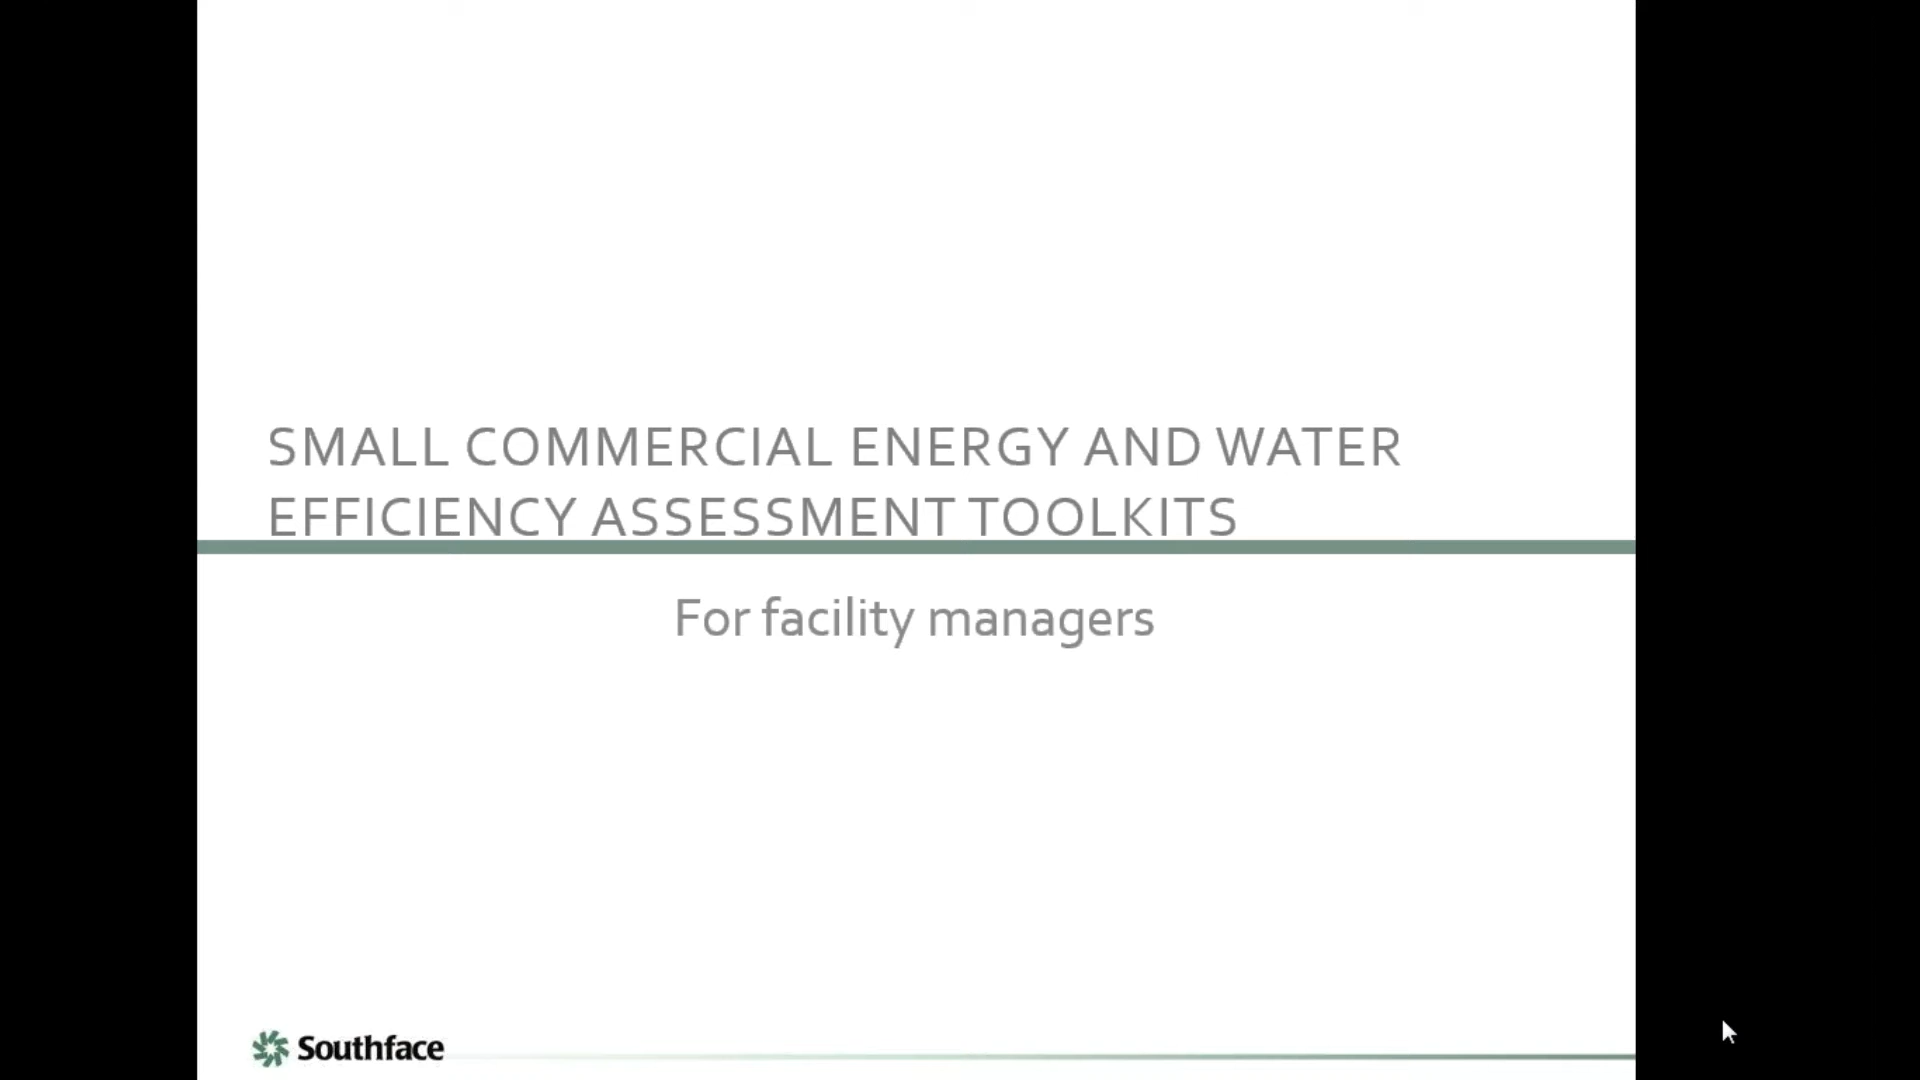 SMALL COMMERCIAL ENERGY AND WATER
EFFICIENCY ASSESSMENT TOOLKITS
For facility managers
Southface